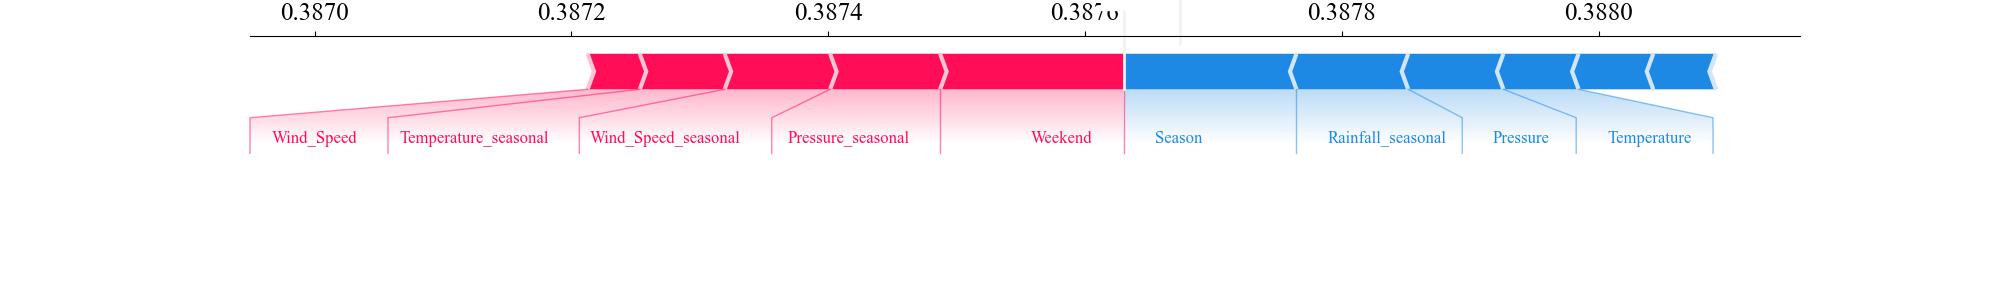 0.3870 0.3872 0.3874 0.3878 0.3880
Wind_Speed Temperature_seasonal Wind_Speed_seasonal Pressure_seasonal Weekend Season Rainfall_seasonal Pressure Temperature